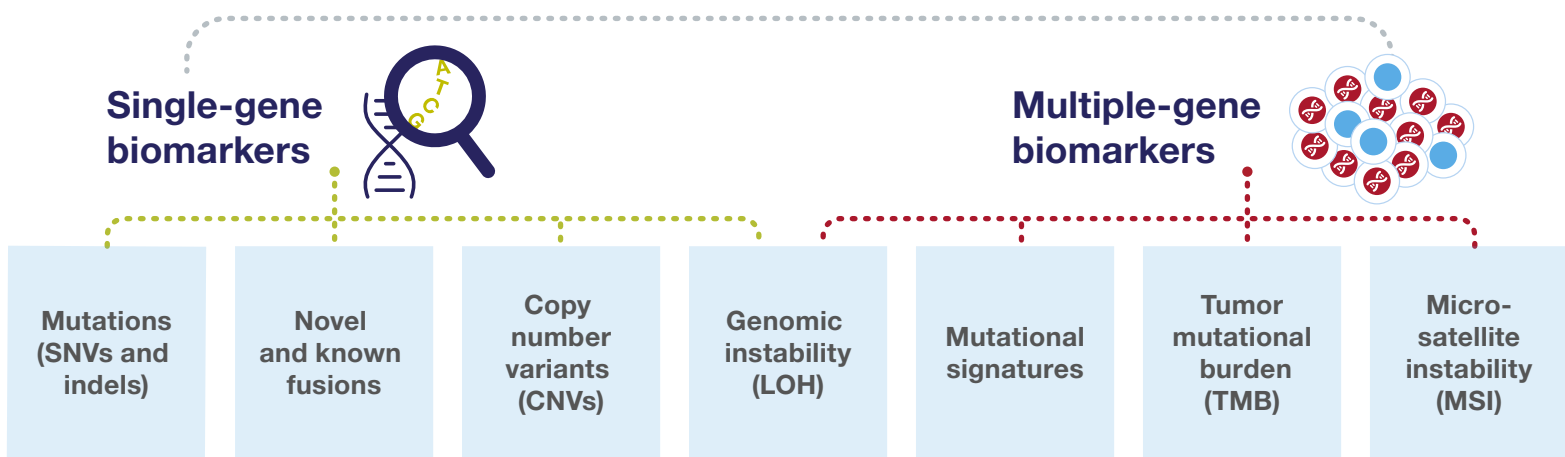 Single-gene
biomarkers
A
T
C
G
Multiple-gene
biomarkers
Mutations
(SNVs and
indels)
Novel
and known
fusions
Copy
number
variants
(CNVs)
Genomic
instability
(LOH)
Mutational
signatures
Tumor
mutational
burden
(TMB)
Micro-
satellite
instability
(MSI)